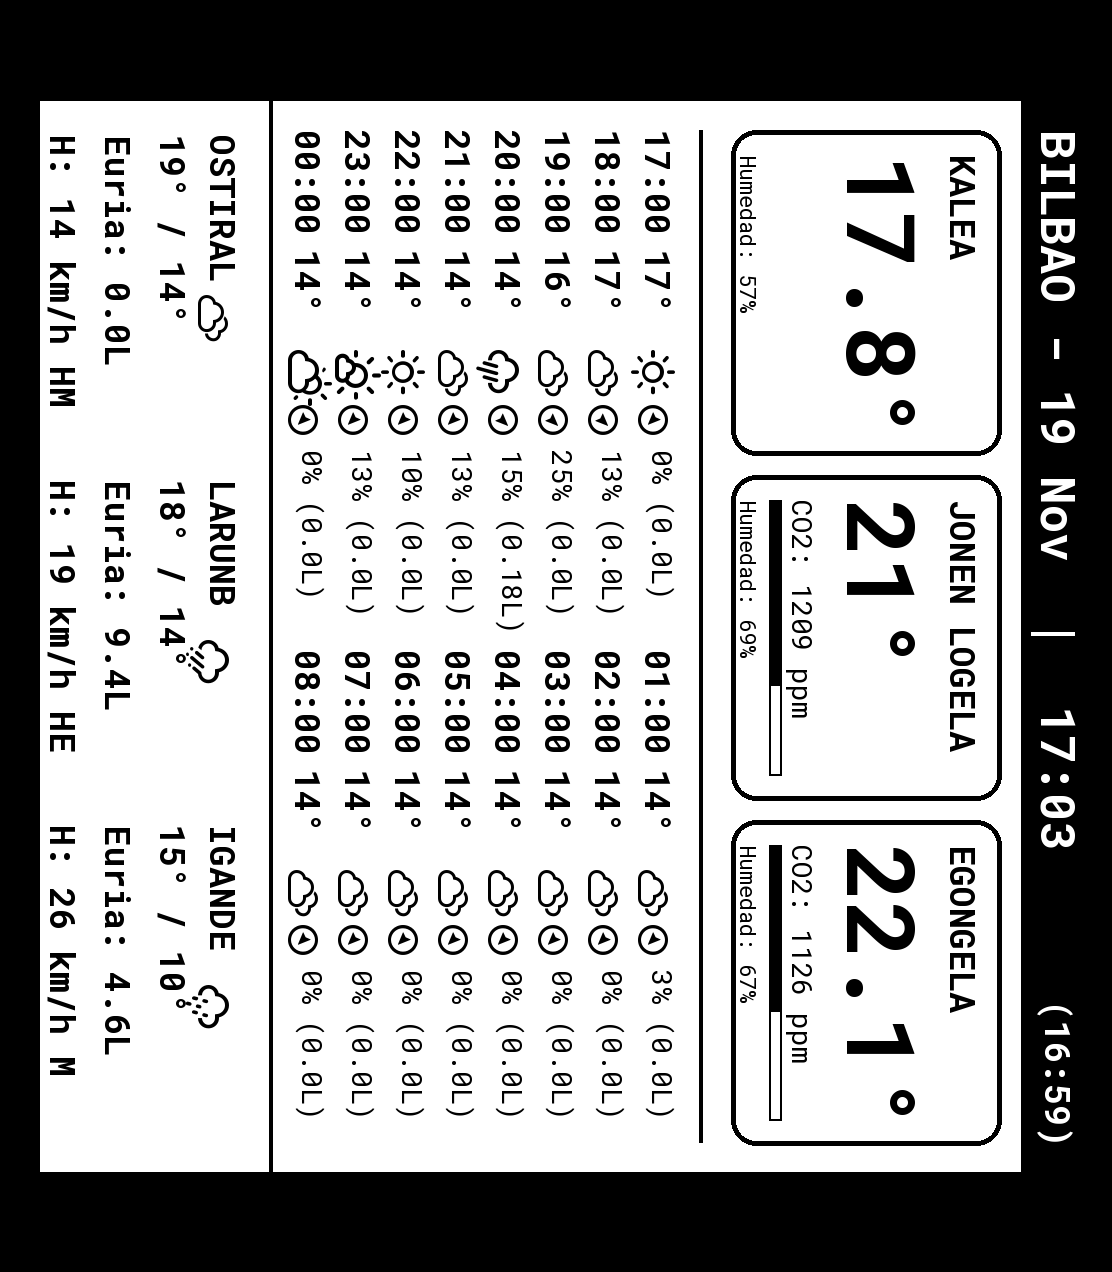 BILBAO - 19 Nov | 17:03 (16:59)
KALEA
17.8°
Humedad: 57%
JONEN LOGELA
21°
CO2: 1209 ppm
Humedad: 69%
EGONGELA
22.1°
CO2: 1126 ppm
Humedad: 67%
17:00 17° 0% (0.0L)
18:00 17° 13% (0.0L)
19:00 16° 25% (0.0L)
20:00 14° 15% (0.18L)
21:00 14° 13% (0.0L)
22:00 14° 10% (0.0L)
23:00 14° 13% (0.0L)
00:00 14° 0% (0.0L)
01:00 14° 3% (0.0L)
02:00 14° 0% (0.0L)
03:00 14° 0% (0.0L)
04:00 14° 0% (0.0L)
05:00 14° 0% (0.0L)
06:00 14° 0% (0.0L)
07:00 14° 0% (0.0L)
08:00 14° 0% (0.0L)
OSTIRAL
19° / 14°
Euria: 0.0L
H: 14 km/h HM
LARUNB
18° / 14°
Euria: 9.4L
H: 19 km/h HE
IGANDE
15° / 10°
Euria: 4.6L
H: 26 km/h M